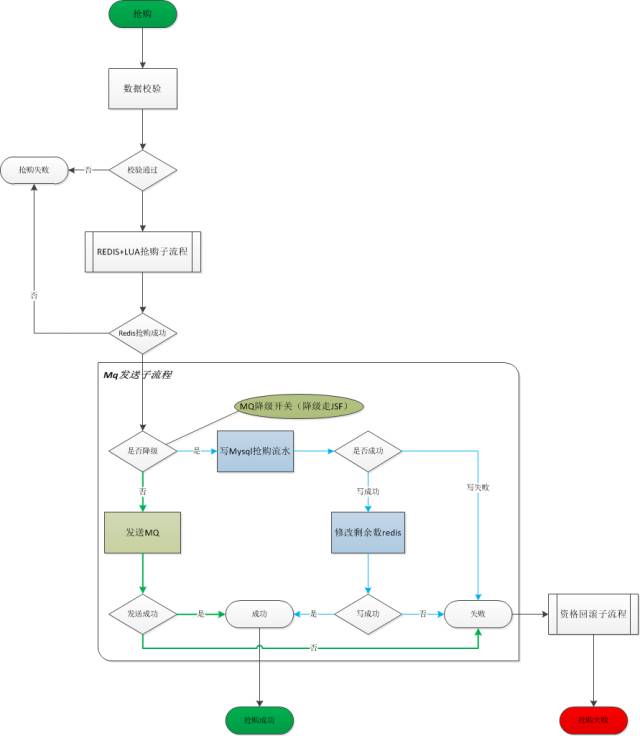 抢购
数据校验
校验通过
否
抢购失败
REDIS+LUA抢购子流程
否
Redis抢购成功
Mq发送子流程
MQ降级开关（降级走JSF）
是否降级
是
写Mysql抢购流水
是否成功
否
写成功
写失败
发送MQ
修改剩余数redis
发送成功
是
成功
是
写成功
否
失败
资格回滚子流程
否
抢购成功
抢购失败